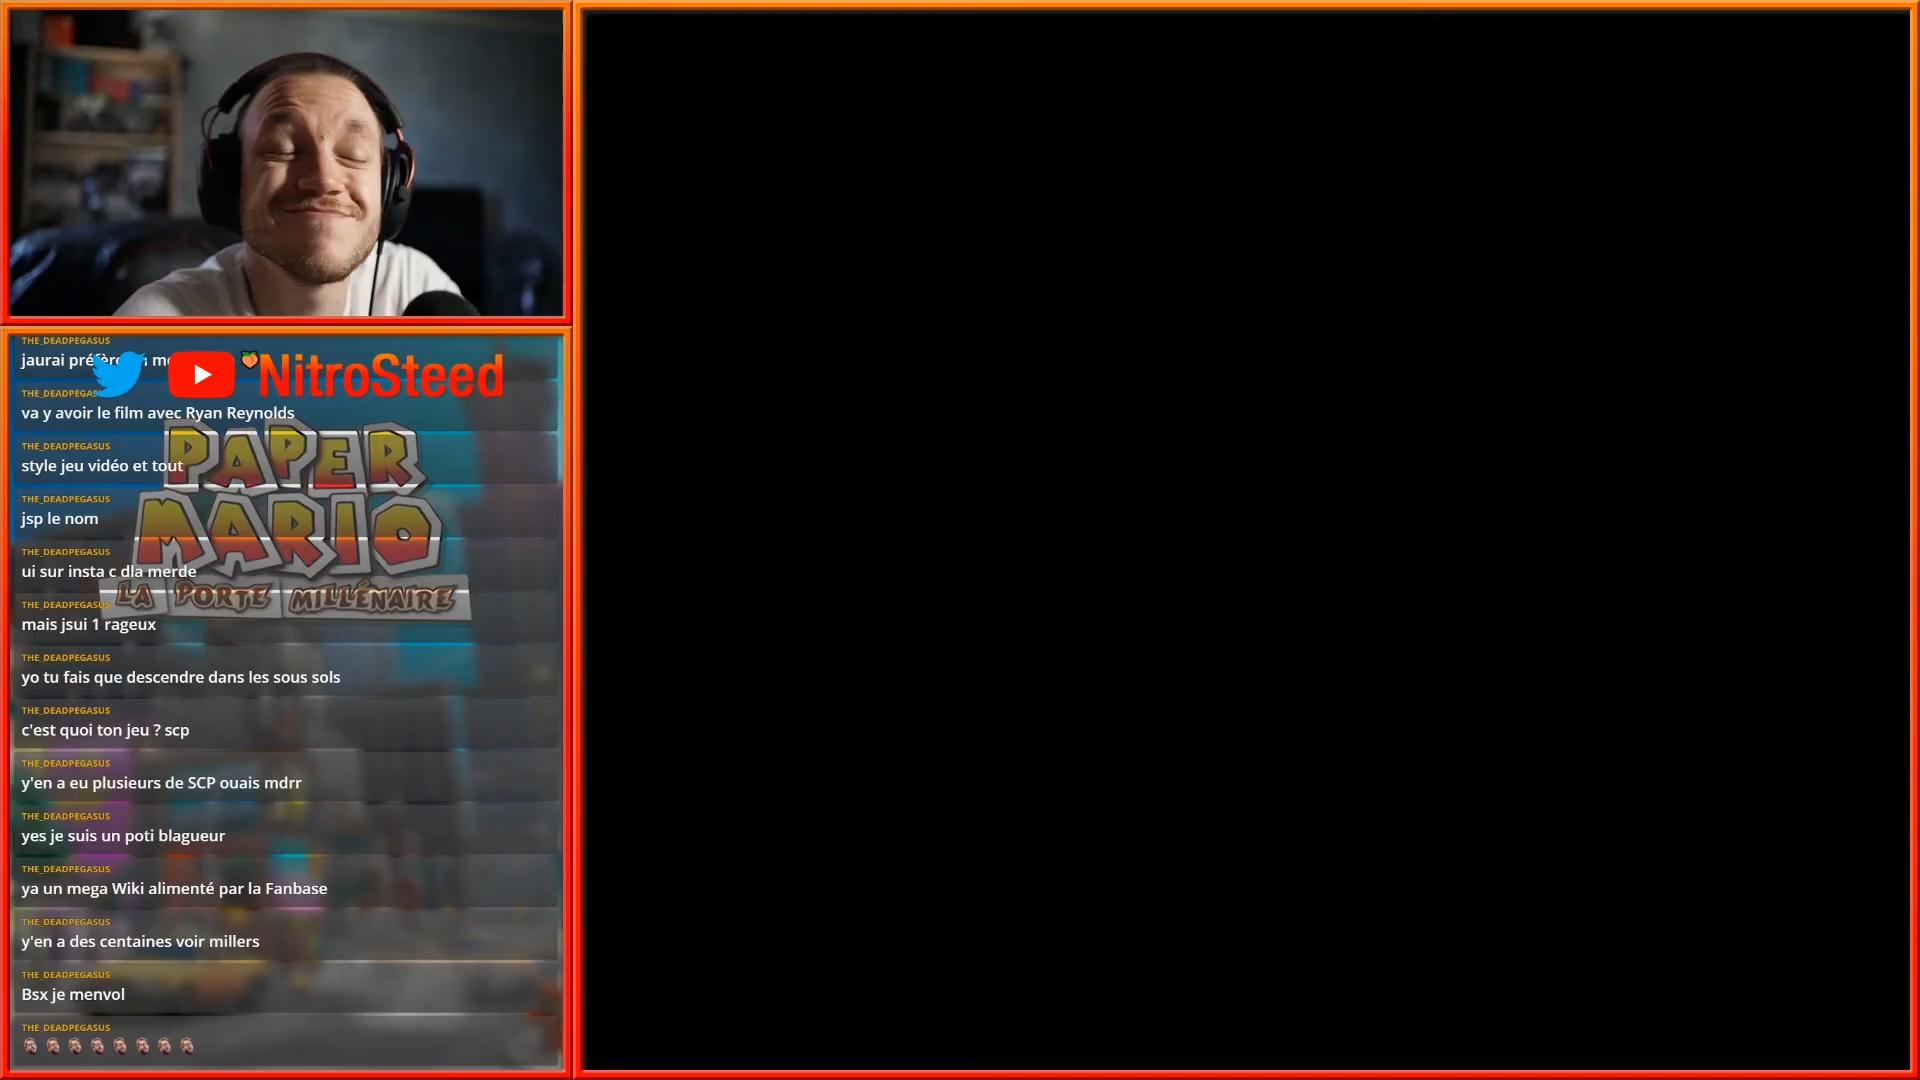 THE_DEADPEGASUS
jaurai préfèr
NitroSteed
THE_DEADPEGASUS
va y avoir le film avec Ryan Reynolds
THE_DEADPEGASUS
style jeu vidéo et tout
THE_DEADPEGASUS
jsp le nom
THE_DEADPEGASUS
ui sur insta c dla merde
THE_DEADPEGASUS
mais jsui 1 rageux
THE_DEADPEGASUS
yo tu fais que descendre dans les sous sols
THE_DEADPEGASUS
c'est quoi ton jeu ? scp
THE_DEADPEGASUS
y'en a eu plusieurs de SCP ouais mdrr
THE_DEADPEGASUS
yes je suis un poti blagueur
THE_DEADPEGASUS
ya un mega Wiki alimenté par la Fanbase
THE_DEADPEGASUS
y'en a des centaines voir millers
THE_DEADPEGASUS
Bsx je menvol
THE_DEADPEGASUS
PAPER
MARIO
LA PORTE MILLÉNAIRE